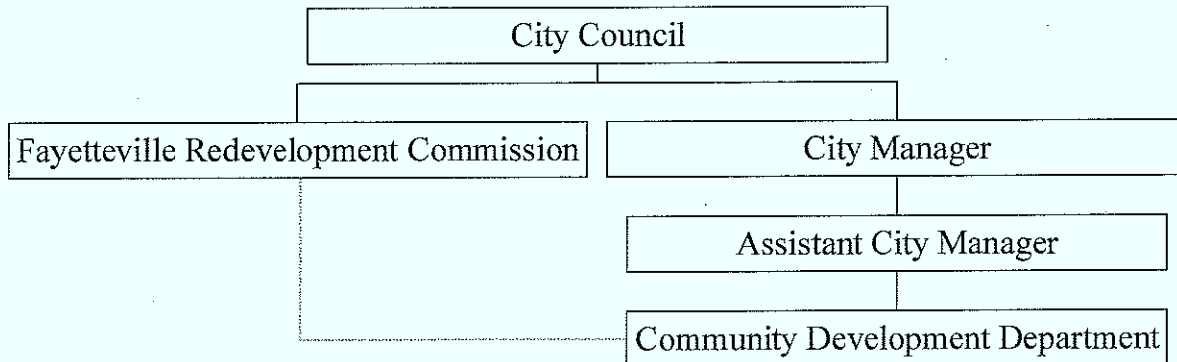 City Council
Fayetteville Redevelopment Commission
City Manager
Assistant City Manager
Community Development Department